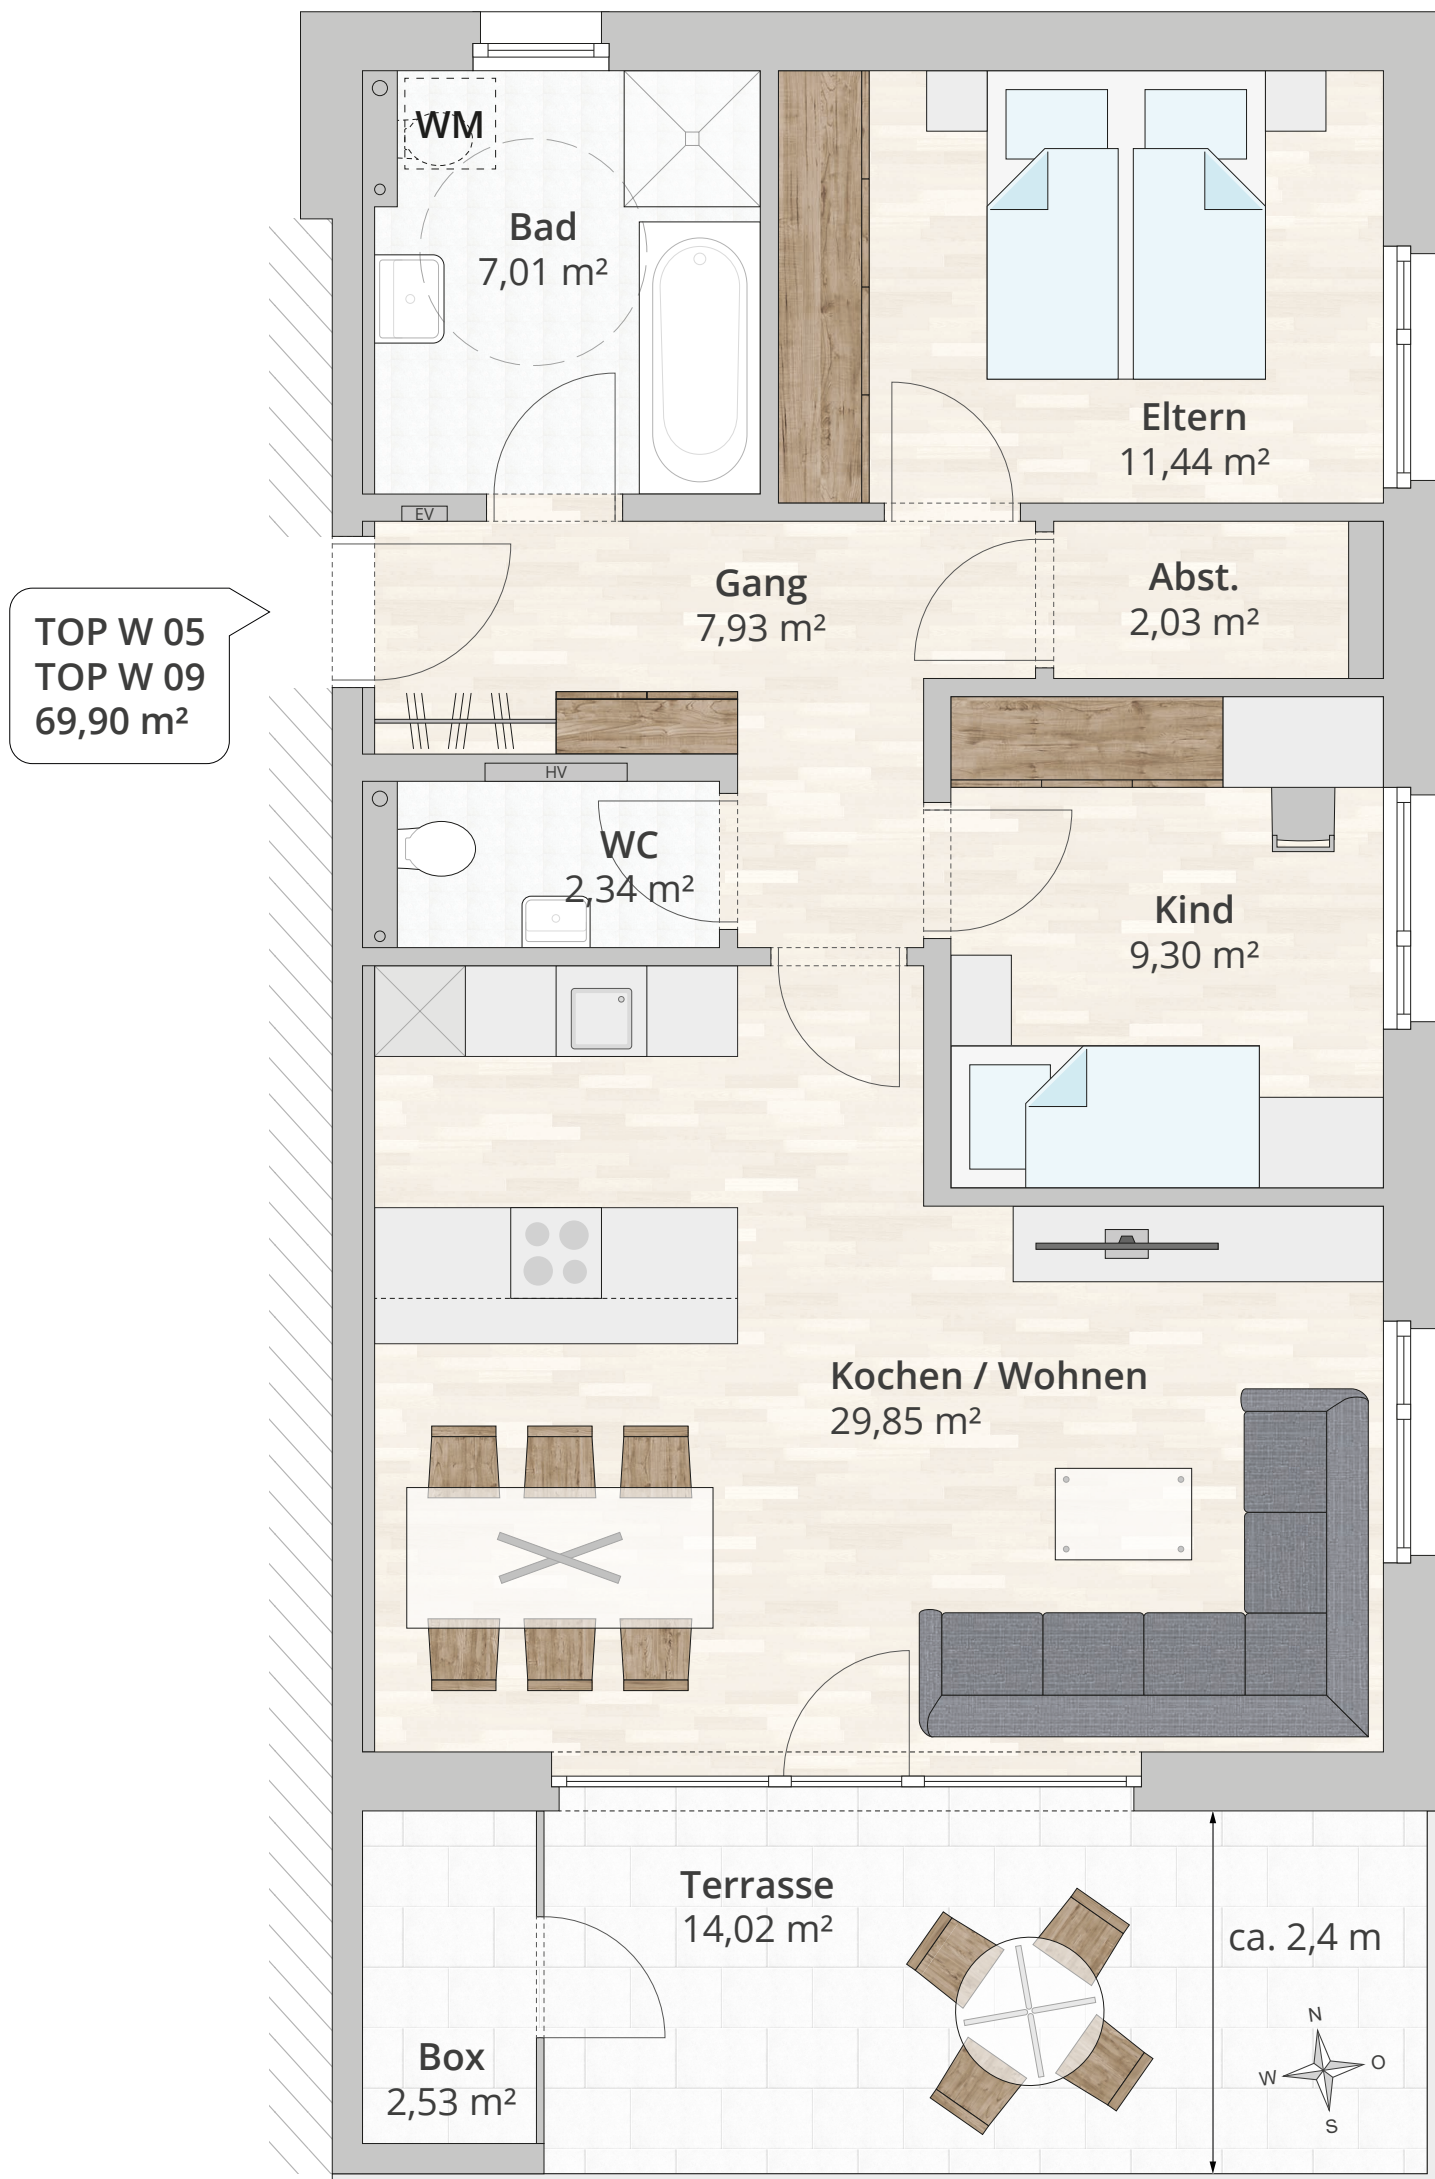 WM
Bad
7,01 m²
Eltern
11,44 m²
EV
Gang
7,93 m²
Abst.
2,03 m²
TOP W 05
TOP W 09
69,90 m²
HV
WC
2,34 m²
Kind
9,30 m²
Kochen / Wohnen
29,85 m²
Terrasse
14,02 m²
ca. 2,4 m
N
W
O
S
Box
2,53 m²